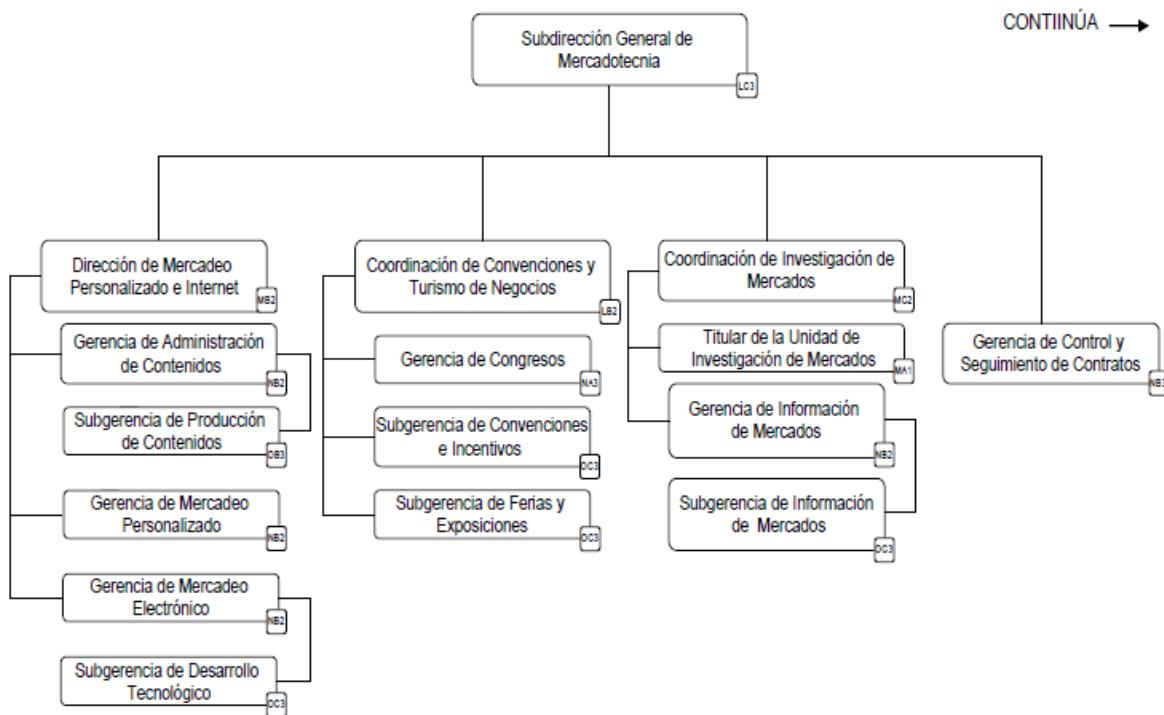 CONTIINÚA
Subdirección General de
Mercadotecnia
LC3
Dirección de Mercadeo
Personalizado e Internet
MB2
Gerencia de Administración
de Contenidos
NB2
Subgerencia de Producción
de Contenidos
OB3
Gerencia de Mercadeo
Personalizado
NB2
Gerencia de Mercadeo
Electrónico
NB2
Subgerencia de Desarrollo
Tecnológico
OC3
Coordinación de Convenciones y
Turismo de Negocios
LB2
Gerencia de Congresos
NA3
Subgerencia de Convenciones
e Incentivos
OC3
Subgerencia de Ferias y
Exposiciones
OC3
Coordinación de Investigación de
Mercados
MC2
Titular de la Unidad de
Investigación de Mercados
MA1
Gerencia de Información
de Mercados
NB2
Subgerencia de Información
de Mercados
OC3
Gerencia de Control y
Seguimiento de Contratos
NB3